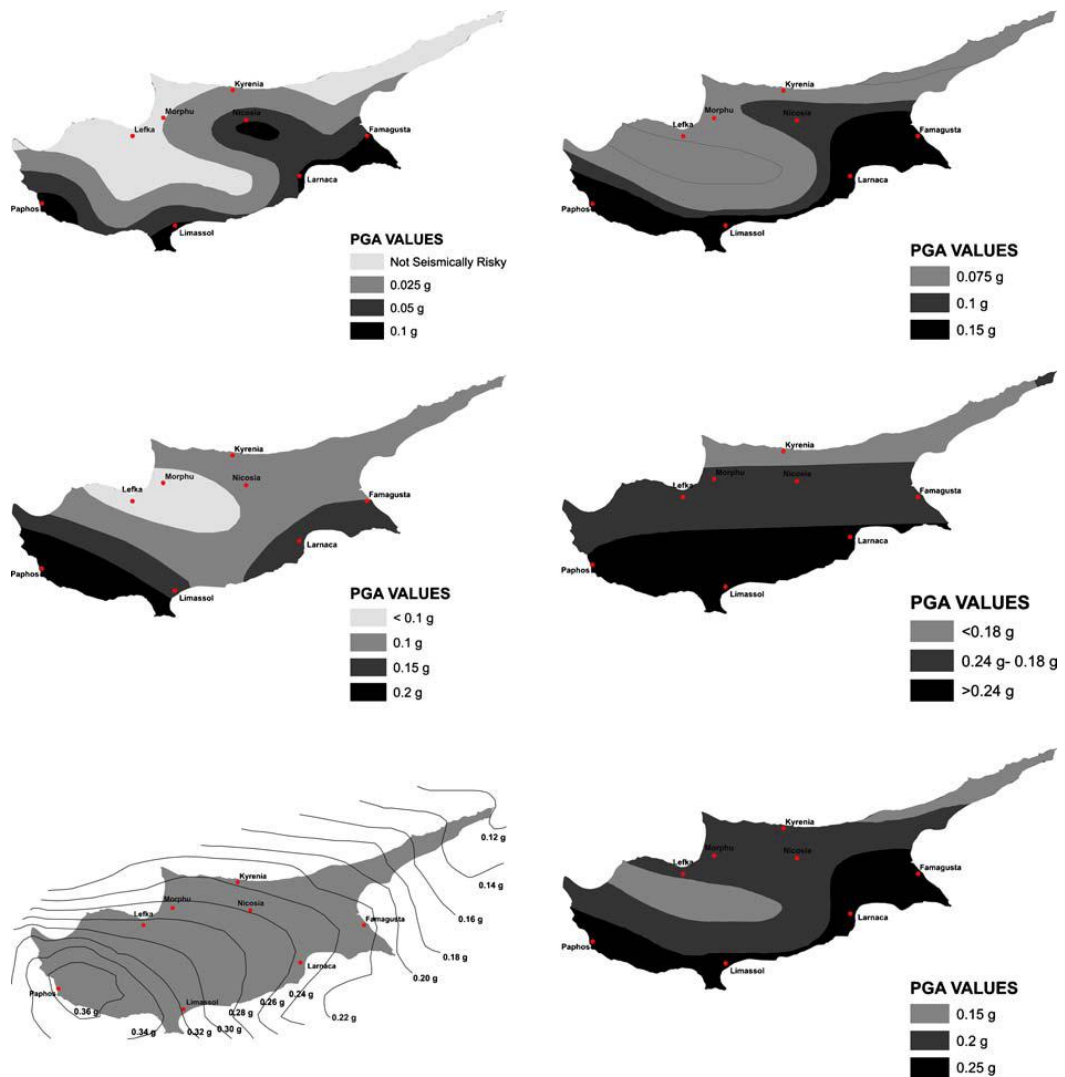 Kyrenia
Morphu
Nicosia
Lefka
Famagusta
Larnaca
Paphos
Limassol
PGA VALUES
Not Seismically Risky
0.025 g
0.05 g
0.1 g
Kyrenia
Morphu
Nicosia
Lefka
Famagusta
Larnaca
Paphos
Limassol
PGA VALUES
0.075 g
0.1 g
0.15 g
Kyrenia
Morphu
Nicosia
Lefka
Famagusta
Larnaca
Paphos
Limassol
PGA VALUES
< 0.1 g
0.1 g
0.15 g
0.2 g
Kyrenia
Morphu
Nicosia
Lefka
Famagusta
Larnaca
Paphos
Limassol
PGA VALUES
<0.18 g
0.24 g- 0.18 g
>0.24 g
0.12 g
0.14 g
Kyrenia
Morphu
Nicosia
0.16 g
Lefka
Famagusta
0.18 g
Larnaca
0.20 g
Paphos
0.24 g
0.26 g
Limassol
0.28 g
0.36 g
0.22 g
0.34 g
0.32 g
0.30 g
Kyrenia
Morphu
Nicosia
Lefka
Famagusta
Larnaca
Paphos
Limassol
PGA VALUES
0.15 g
0.2 g
0.25 g